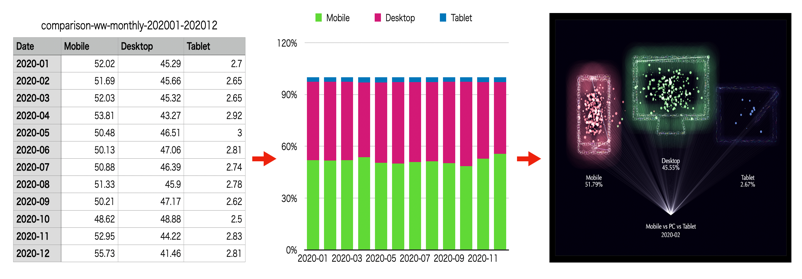 comparison-ww-monthly-202001-202012
Date Mobile Desktop Tablet
2020-01 52.02 45.29 2.7
2020-02 51.69 45.66 2.65
2020-03 52.03 45.32 2.65
2020-04 53.81 43.27 2.92
2020-05 50.48 46.51 3
2020-06 50.13 47.06 2.81
2020-07 50.88 46.39 2.74
2020-08 51.33 45.9 2.78
2020-09 50.21 47.17 2.62
2020-10 48.62 48.88 2.5
2020-11 52.95 44.22 2.83
2020-12 55.73 41.46 2.81
Mobile Desktop Tablet
120%
90%
60%
30%
0%
2020-01 2020-03 2020-05 2020-07 2020-09 2020-11
Desktop
45.55%
Mobile
51.79%
Tablet
2.67%
Mobile vs PC vs Tablet
2020-02